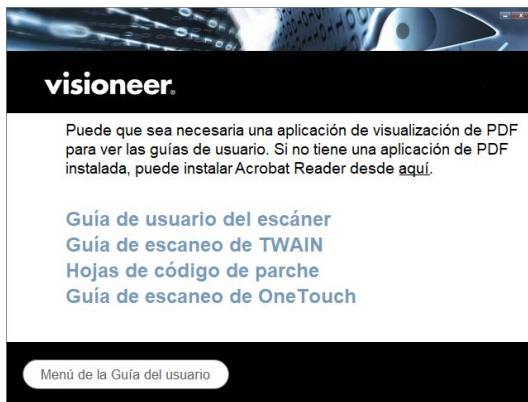 visioneer.
Puede que sea necesaria una aplicación de visualización de PDF
para ver las guías de usuario. Si no tiene una aplicación de PDF
instalada, puede instalar Acrobat Reader desde aquí.
Guía de usuario del escáner
Guía de escaneo de TWAIN
Hojas de código de parche
Guía de escaneo de OneTouch
Menú de la Guía del usuario